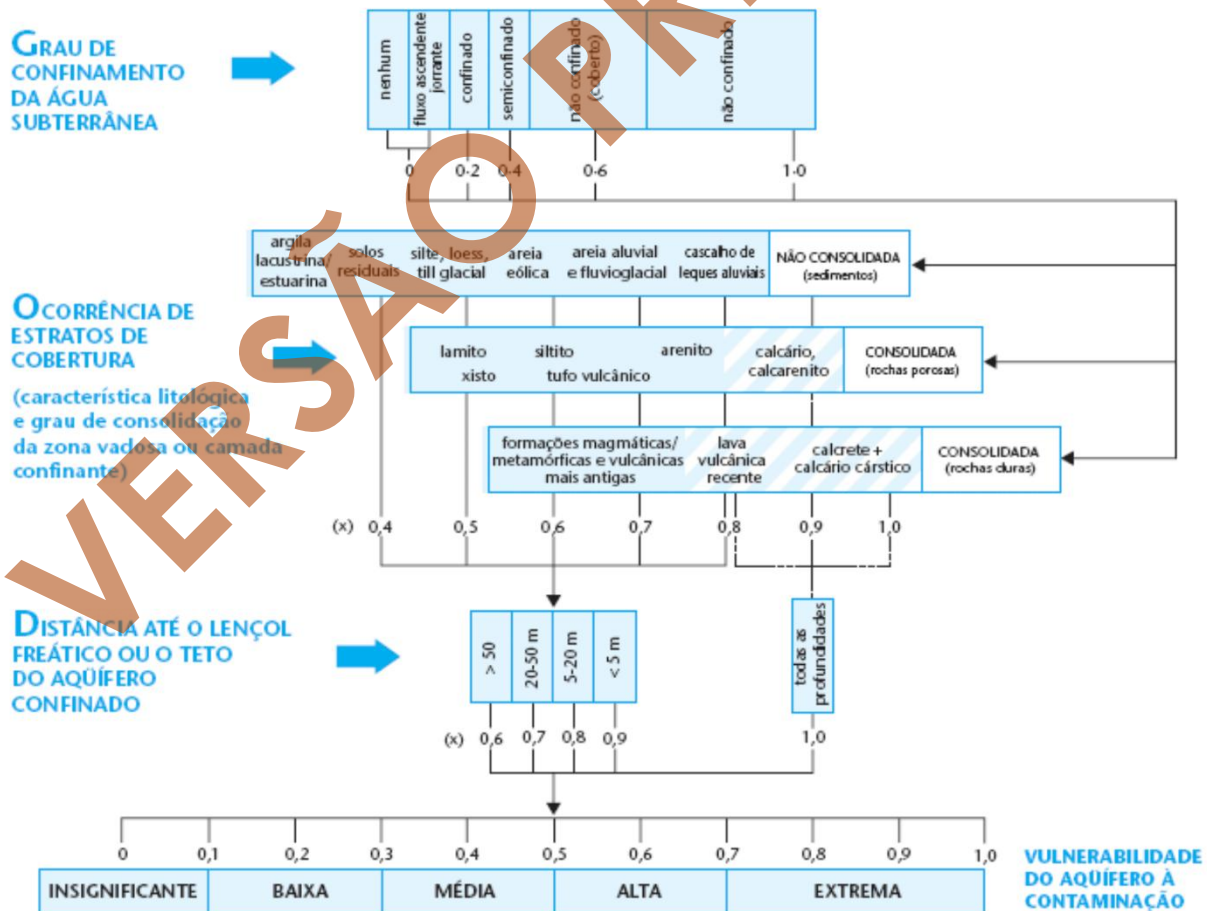 GRAU DE
CONFINAMENTO
DA ÁGUA
SUBTERRÂNEA
nenhum
fluxo ascendente
jorrante
confinado
semiconfinado
não confinado
(coberto)
não confinado
0
0·2
0·4
0·6
1·0
OCORRÊNCIA DE
ESTRATOS DE
COBERTURA
(característica litológica
e grau de consolidação
da zona vadosa ou camada
confinante)
argila
lacustrina/
estuarina
solos
residuais
silte, loess,
till glacial
areia
eólica
areia aluvial
e fluvioglacial
cascalho de
leques aluviais
NÃO CONSOLIDADA
(sedimentos)
lamito
xisto
siltito
tufo vulcânico
arenito
calcário,
calcarenito
CONSOLIDADA
(rochas porosas)
formações magmáticas/
metamórficas e vulcânicas
mais antigas
lava
vulcânica
recente
calcrete +
calcário cárstico
CONSOLIDADA
(rochas duras)
(x) 0,4 0,5 0,6 0,7 0,8 0,9 1,0
DISTÂNCIA ATÉ O LENÇOL
FREÁTICO OU O TETO
DO AQÜÍFERO
CONFINADO
> 50
20-50 m
5-20 m
< 5 m
todas as
profundidades
(x) 0,6 0,7 0,8 0,9 1,0
0 0,1 0,2 0,3 0,4 0,5 0,6 0,7 0,8 0,9 1,0
INSIGNIFICANTE BAIXA MÉDIA ALTA EXTREMA
VULNERABILIDADE
DO AQÜÍFERO À
CONTAMINAÇÃO
VERSÃO PR